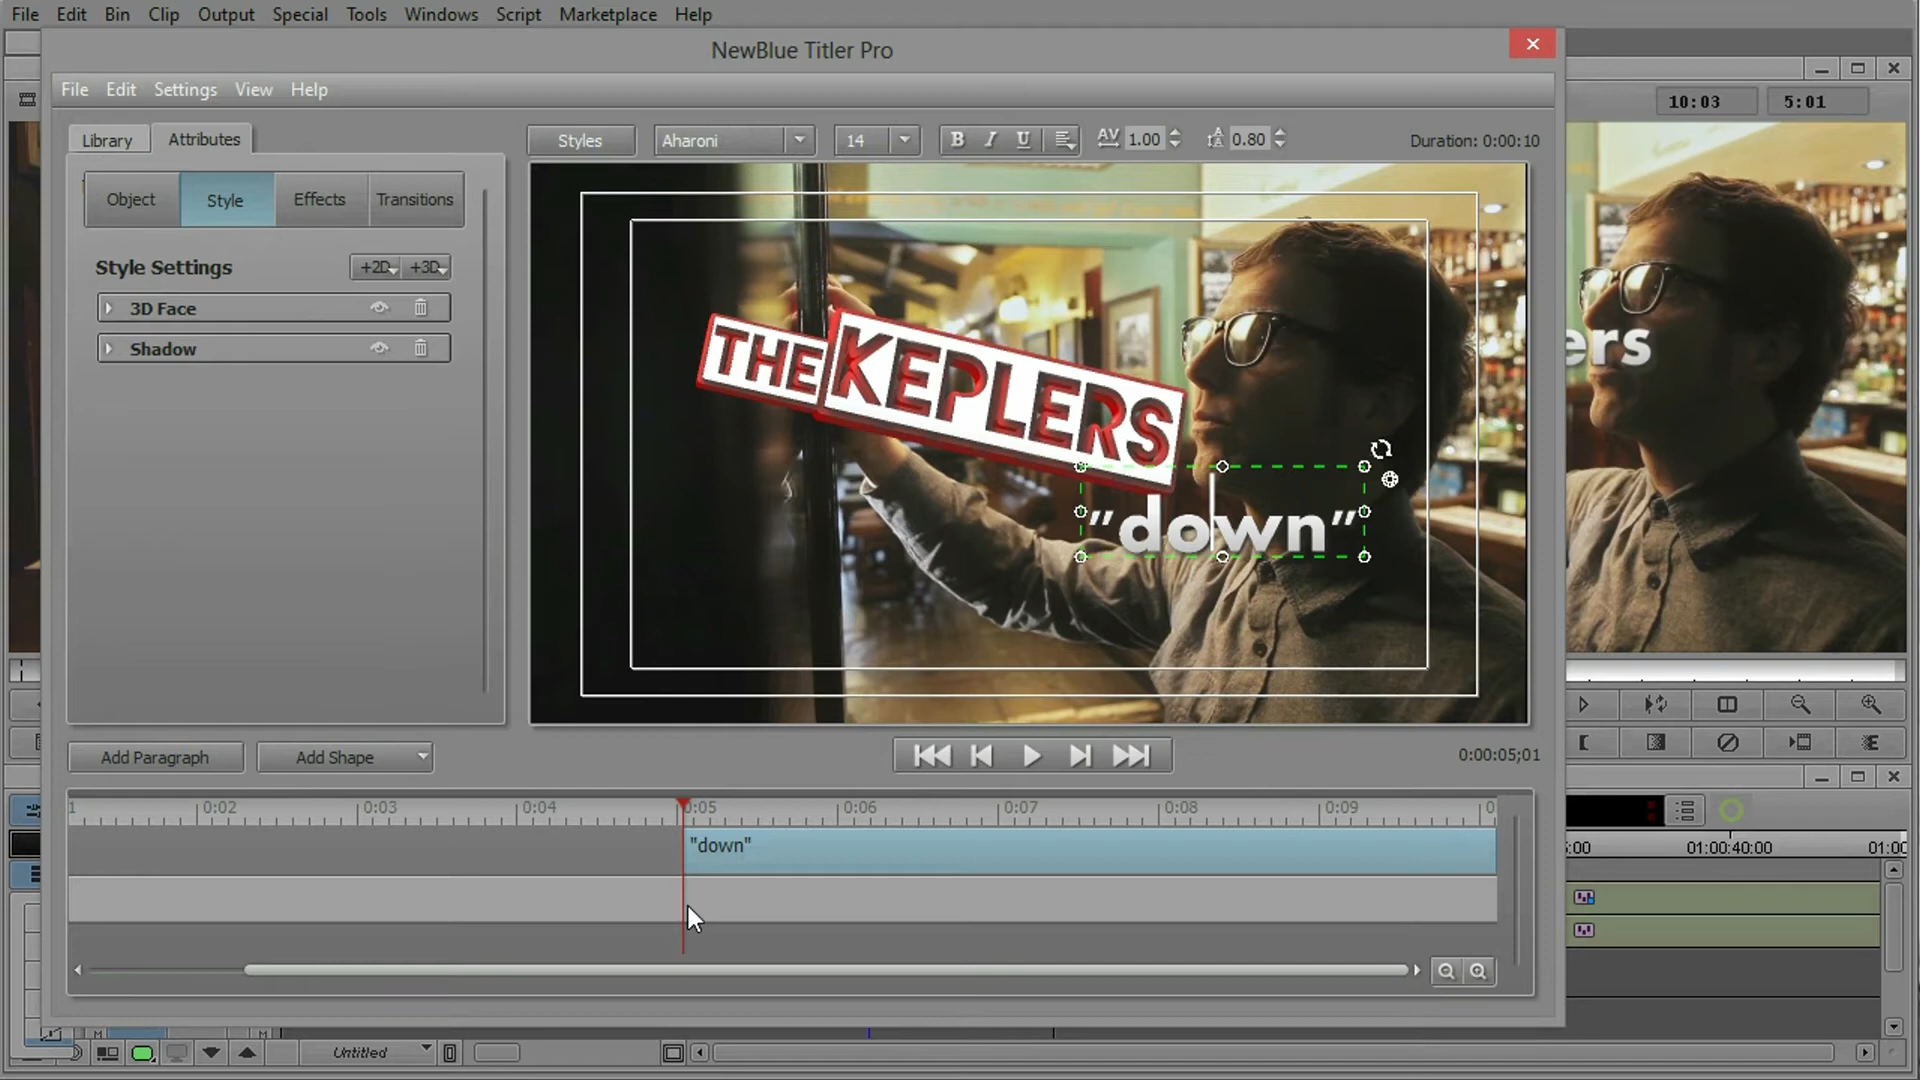 File Edit Bin Clip Output Special Tools Windows Script Marketplace Help
NewBlue Titler Pro
File Edit Settings View Help
10:03 5:01
Library Attributes
Styles Aharoni 14 B I U AV 1.00 A 0.80 Duration: 0:00:10
Object Style Effects Transitions
Style Settings +2D +3D
3D Face
Shadow
THE KEPLERS
"down"
ers
Add Paragraph Add Shape 0:00:05;01
1 0:02 0:03 0:04 0:05 0:06 0:07 0:08 0:09 0
"down"
:00 01:00:40:00 01:00
M M
Untitled